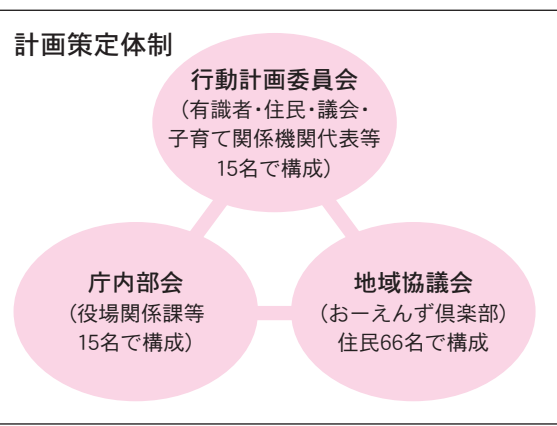 計画策定体制
行動計画委員会
(有識者・住民・議会・
子育て関係機関代表等
15名で構成)
庁内部会
(役場関係課等
15名で構成)
地域協議会
(おーえんず倶楽部)
住民66名で構成